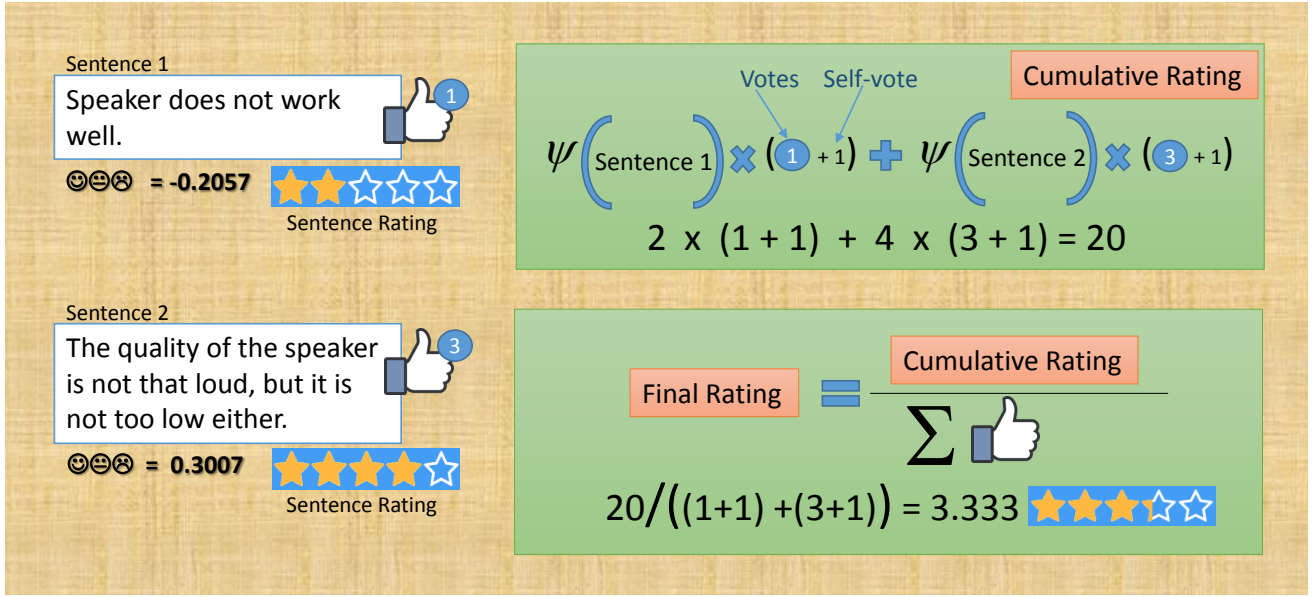 Sentence 1
Speaker does not work
well.
1
☺😐☹ = -0.2057
Sentence Rating
Cumulative Rating
Votes Self-vote
ψ(Sentence 1) × (1 + 1) + ψ(Sentence 2) × (3 + 1)
2 x (1 + 1) + 4 x (3 + 1) = 20
Sentence 2
The quality of the speaker
is not that loud, but it is
not too low either.
3
☺😐☹ = 0.3007
Sentence Rating
Final Rating =
Cumulative Rating
∑
20/((1+1) +(3+1)) = 3.333